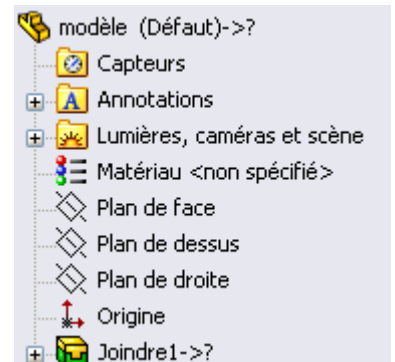 modèle (Défaut)->?
Capteurs
Annotations
Lumières, caméras et scène
Matériau <non spécifié>
Plan de face
Plan de dessus
Plan de droite
Origine
Joindre1->?